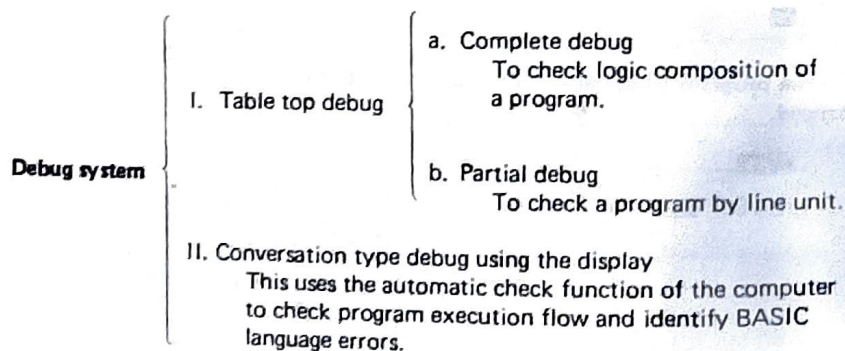 a. Complete debug
To check logic composition of
a program.
I. Table top debug
Debug system
b. Partial debug
To check a program by line unit.
II. Conversation type debug using the display
This uses the automatic check function of the computer
to check program execution flow and identify BASIC
language errors.